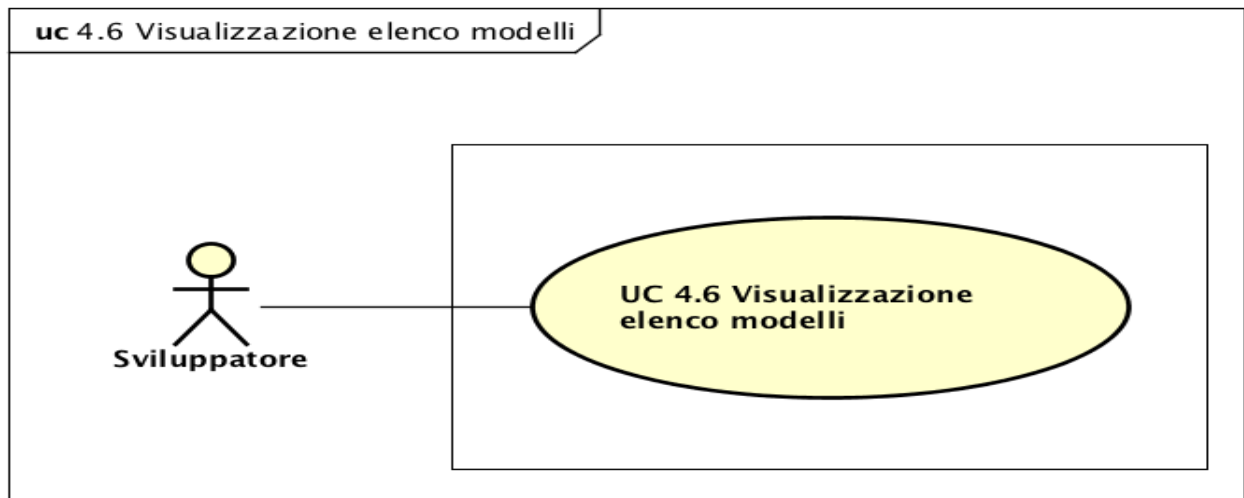 uc 4.6 Visualizzazione elenco modelli
UC 4.6 Visualizzazione
elenco modelli
Sviluppatore